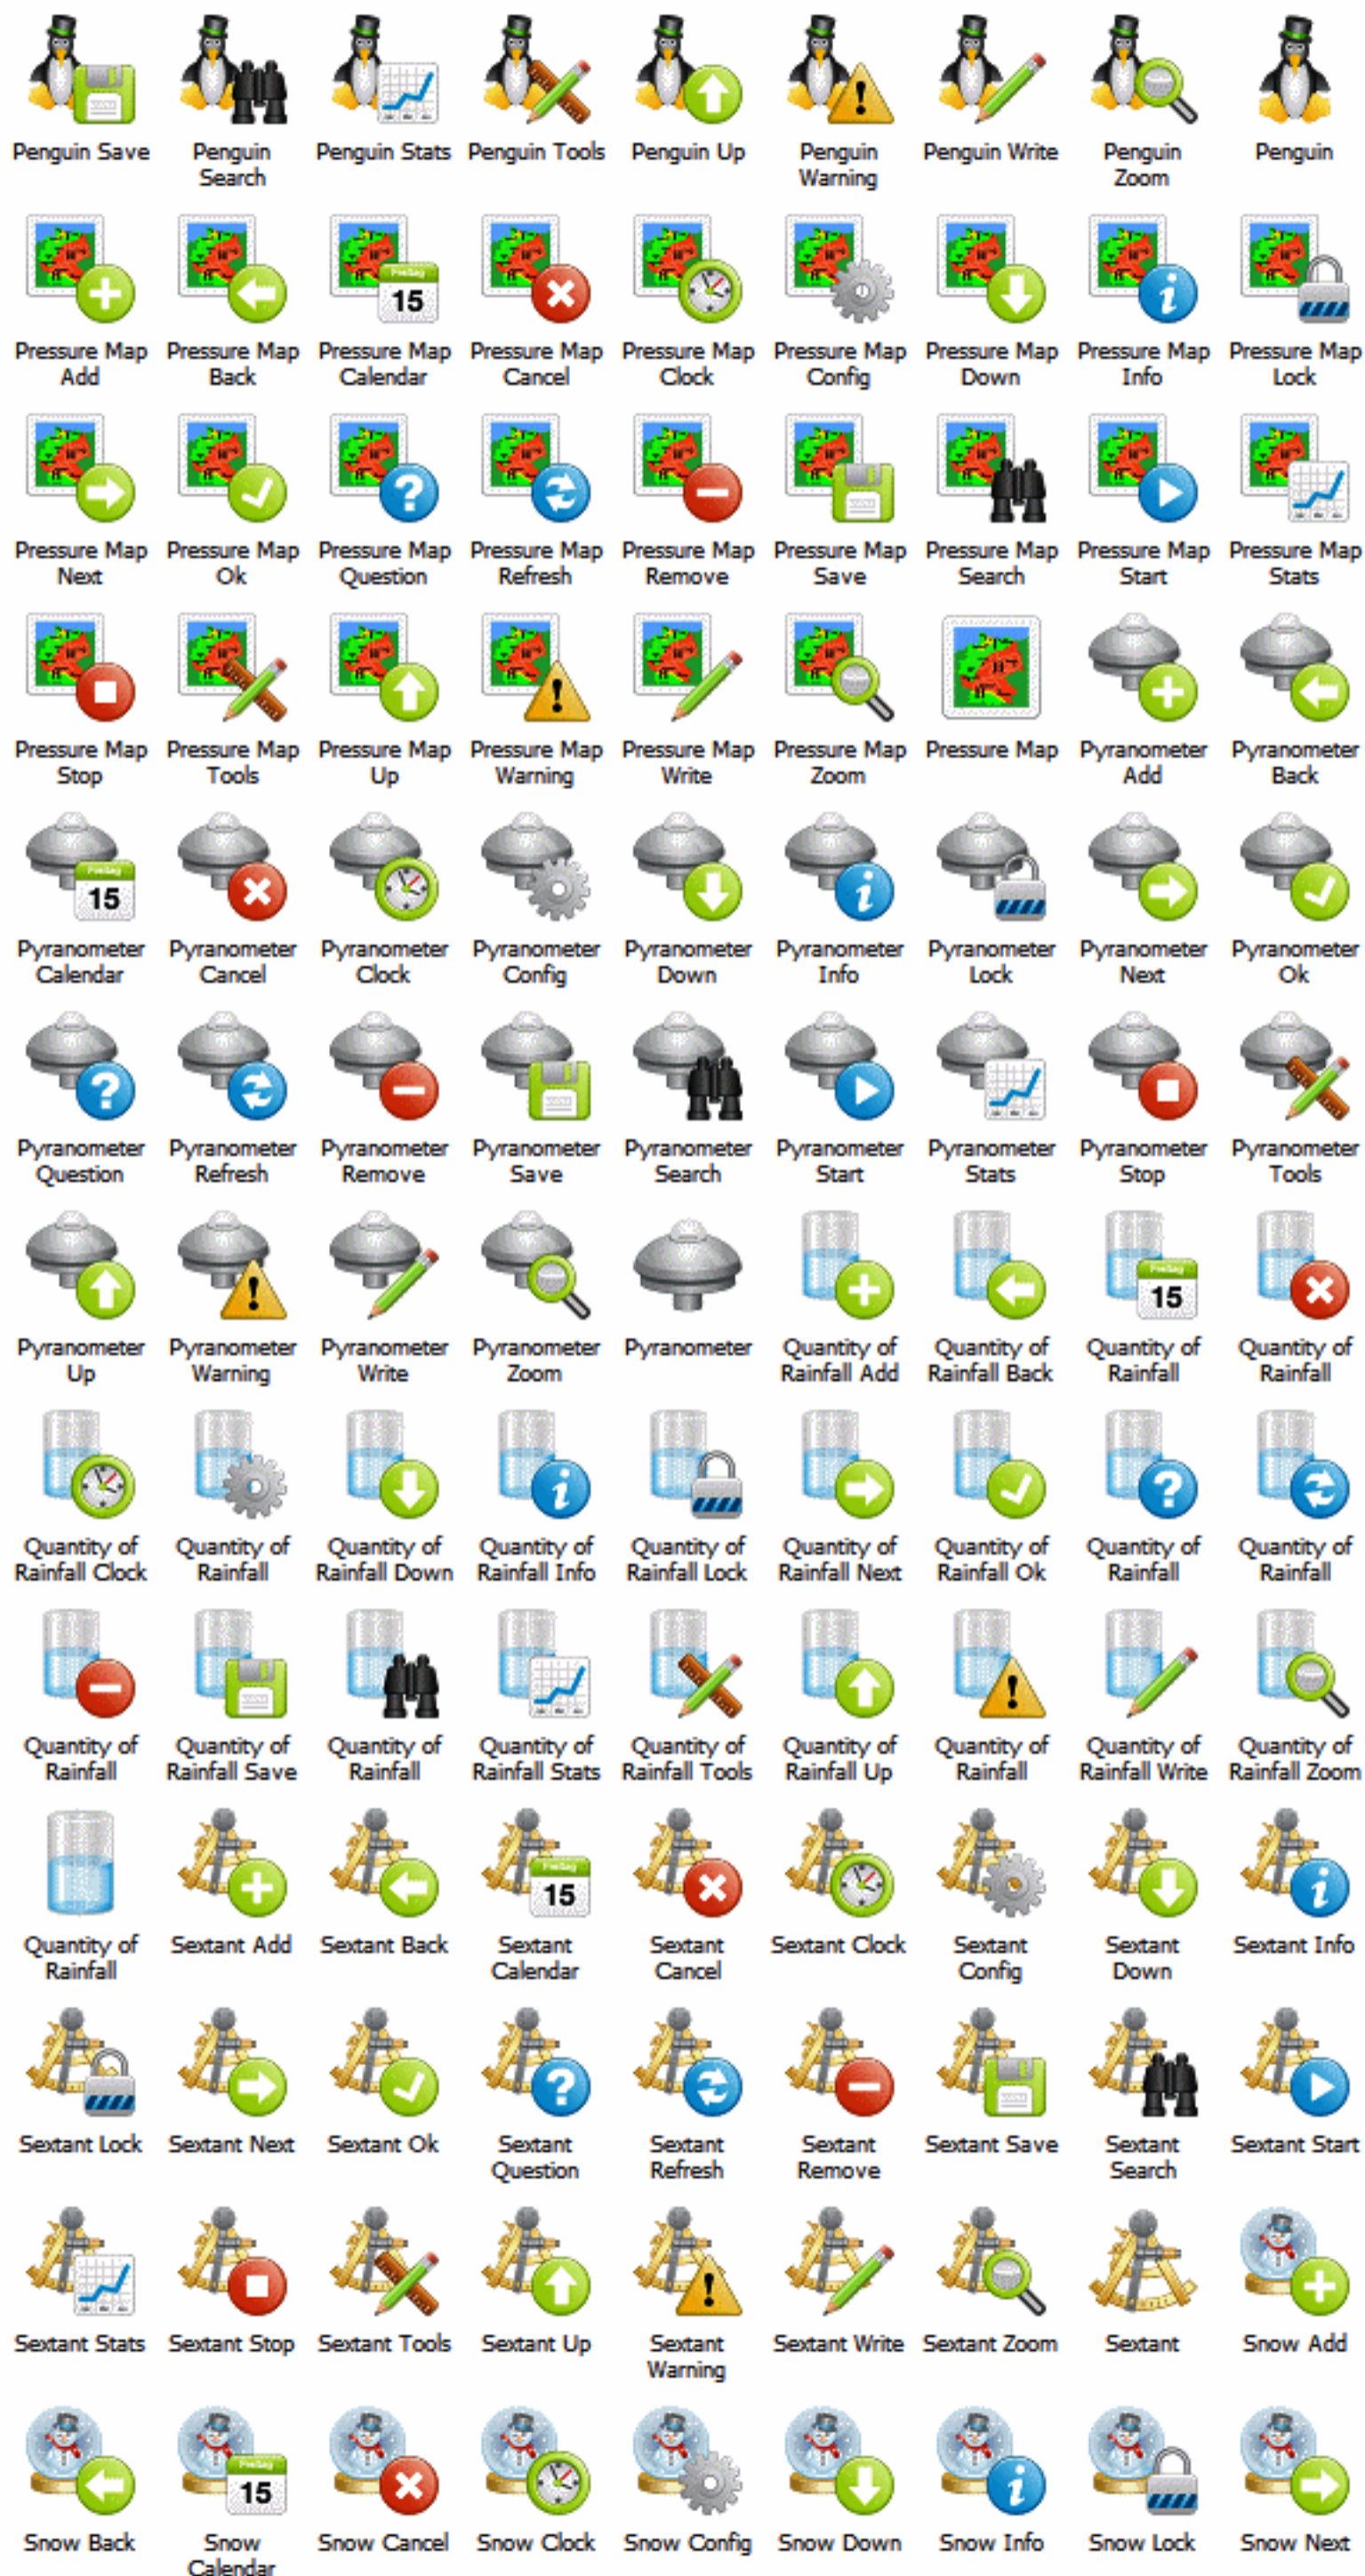 Penguin Save Penguin Search Penguin Stats Penguin Tools Penguin Up Penguin Warning Penguin Write Penguin Zoom Penguin
Freitag
15
Pressure Map Add Pressure Map Back Pressure Map Calendar Pressure Map Cancel Pressure Map Clock Pressure Map Config Pressure Map Down Pressure Map Info Pressure Map Lock
Pressure Map Next Pressure Map Ok Pressure Map Question Pressure Map Refresh Pressure Map Remove Pressure Map Save Pressure Map Search Pressure Map Start Pressure Map Stats
Pressure Map Stop Pressure Map Tools Pressure Map Up Pressure Map Warning Pressure Map Write Pressure Map Zoom Pressure Map Pyranometer Add Pyranometer Back
Freitag
15
Pyranometer Calendar Pyranometer Cancel Pyranometer Clock Pyranometer Config Pyranometer Down Pyranometer Info Pyranometer Lock Pyranometer Next Pyranometer Ok
Pyranometer Question Pyranometer Refresh Pyranometer Remove Pyranometer Save Pyranometer Search Pyranometer Start Pyranometer Stats Pyranometer Stop Pyranometer Tools
Freitag
15
Pyranometer Up Pyranometer Warning Pyranometer Write Pyranometer Zoom Pyranometer Quantity of Rainfall Add Quantity of Rainfall Back Quantity of Rainfall Quantity of Rainfall
Quantity of Rainfall Clock Quantity of Rainfall Quantity of Rainfall Down Quantity of Rainfall Info Quantity of Rainfall Lock Quantity of Rainfall Next Quantity of Rainfall Ok Quantity of Rainfall Quantity of Rainfall
Quantity of Rainfall Quantity of Rainfall Save Quantity of Rainfall Quantity of Rainfall Stats Quantity of Rainfall Tools Quantity of Rainfall Up Quantity of Rainfall Quantity of Rainfall Write Quantity of Rainfall Zoom
Freitag
15
Quantity of Rainfall Sextant Add Sextant Back Sextant Calendar Sextant Cancel Sextant Clock Sextant Config Sextant Down Sextant Info
Sextant Lock Sextant Next Sextant Ok Sextant Question Sextant Refresh Sextant Remove Sextant Save Sextant Search Sextant Start
Sextant Stats Sextant Stop Sextant Tools Sextant Up Sextant Warning Sextant Write Sextant Zoom Sextant Snow Add
Freitag
15
Snow Back Snow Calendar Snow Cancel Snow Clock Snow Config Snow Down Snow Info Snow Lock Snow Next